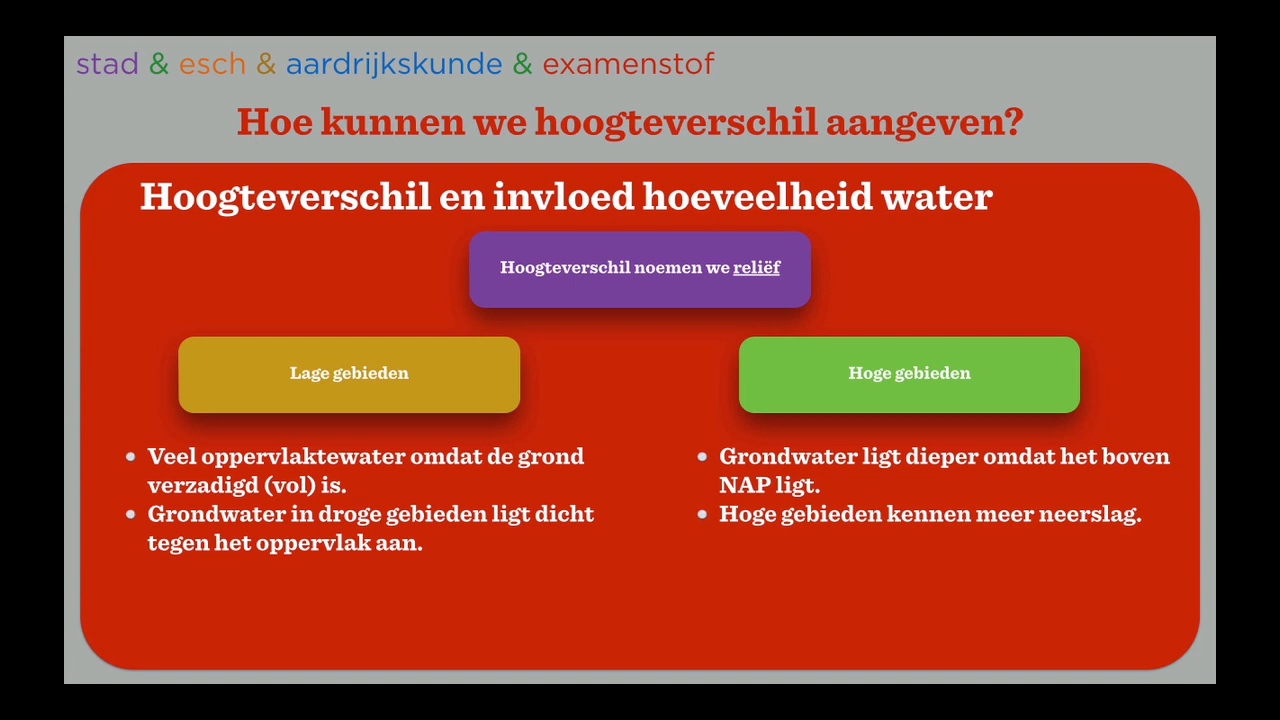 stad & esch & aardrijkskunde & examenstof
Hoe kunnen we hoogteverschil aangeven?
Hoogteverschil en invloed hoeveelheid water
Hoogteverschil noemen we reliëf
Lage gebieden
Hoge gebieden
• Veel oppervlaktewater omdat de grond
verzadigd (vol) is.
• Grondwater in droge gebieden ligt dicht
tegen het oppervlak aan.
• Grondwater ligt dieper omdat het boven
NAP ligt.
• Hoge gebieden kennen meer neerslag.